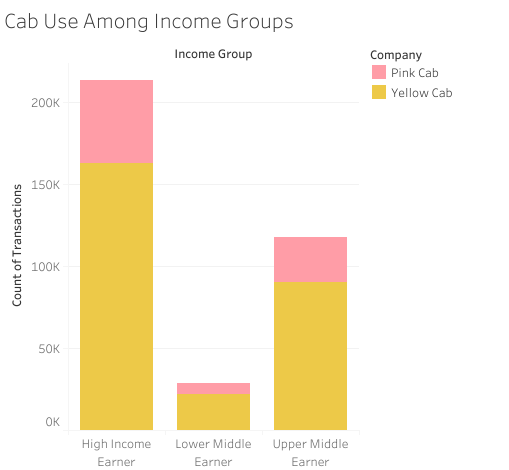 Cab Use Among Income Groups
Income Group
Company
Pink Cab
Yellow Cab
Count of Transactions
200K
150K
100K
50K
0K
High Income Earner
Lower Middle Earner
Upper Middle Earner